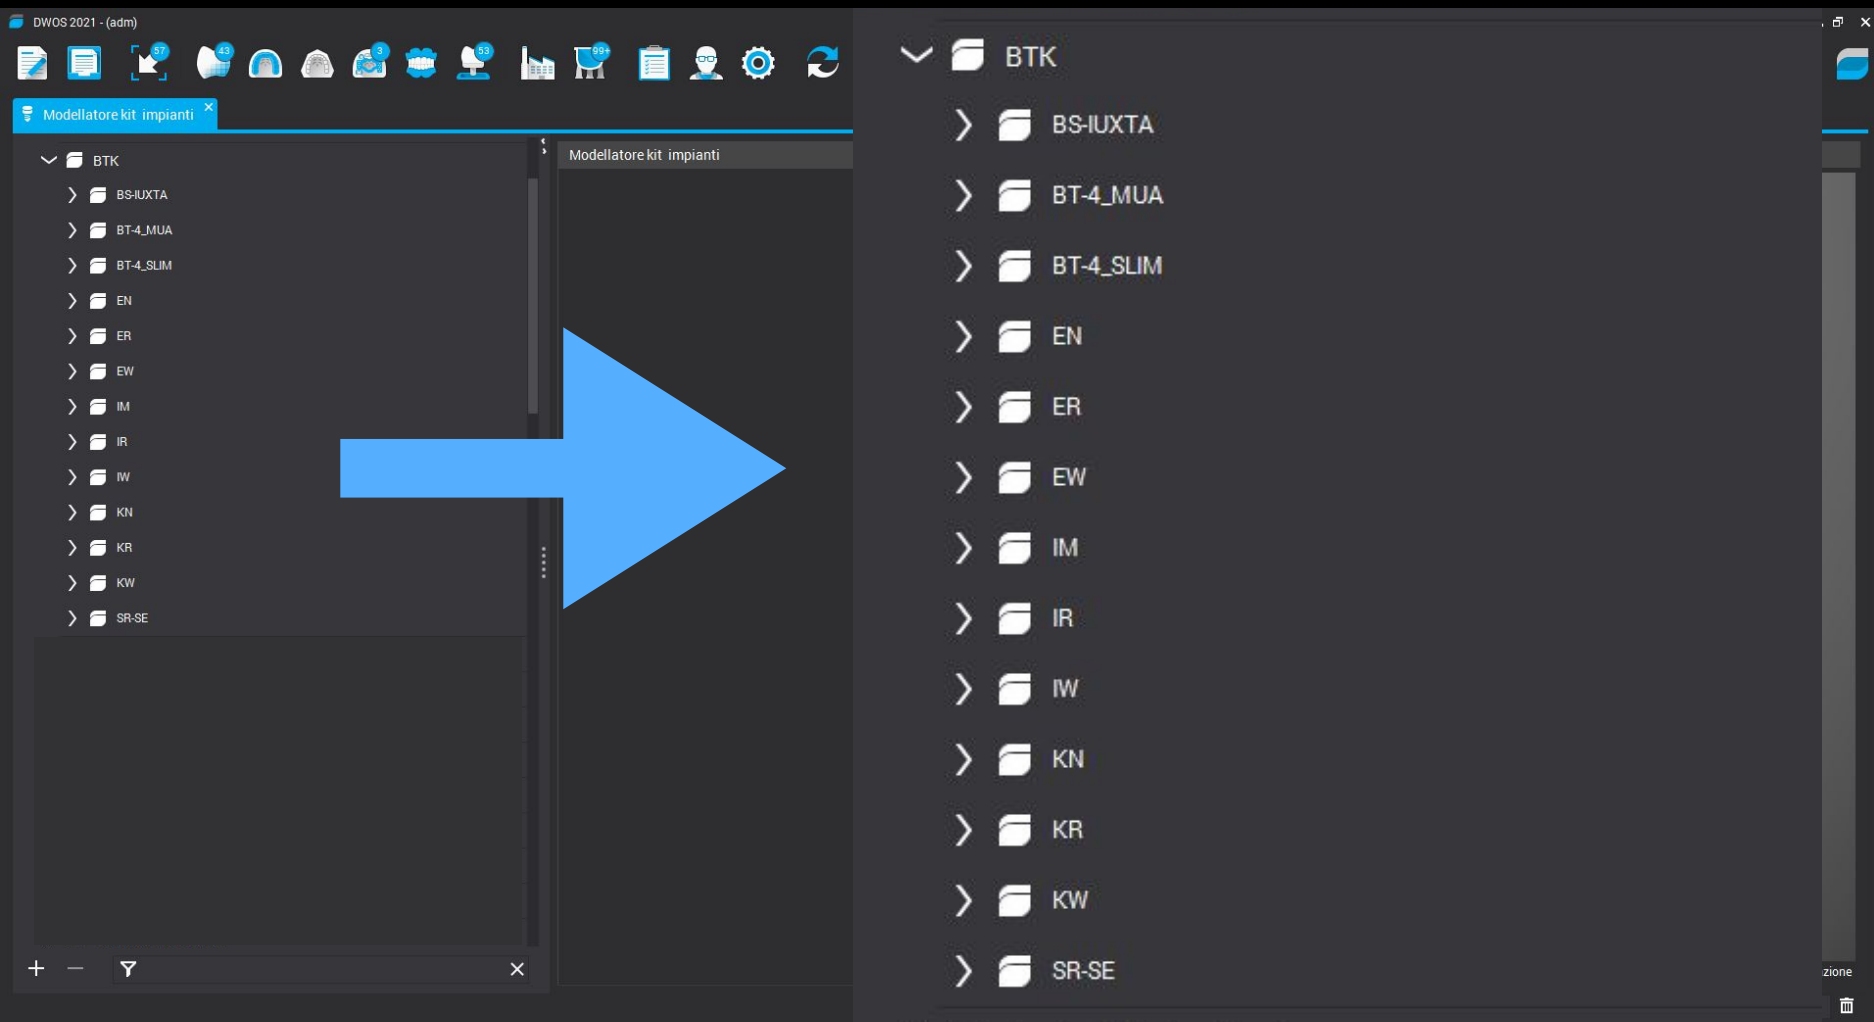 DWOS 2021 - (adm)
57
43
3
53
99+
Modellatore kit impianti
BTK
BS-IUXTA
BT-4_MUA
BT-4_SLIM
EN
ER
EW
IM
IR
IW
KN
KR
KW
SR-SE
Modellatore kit impianti
BTK
BS-IUXTA
BT-4_MUA
BT-4_SLIM
EN
ER
EW
IM
IR
IW
KN
KR
KW
SR-SE
zione